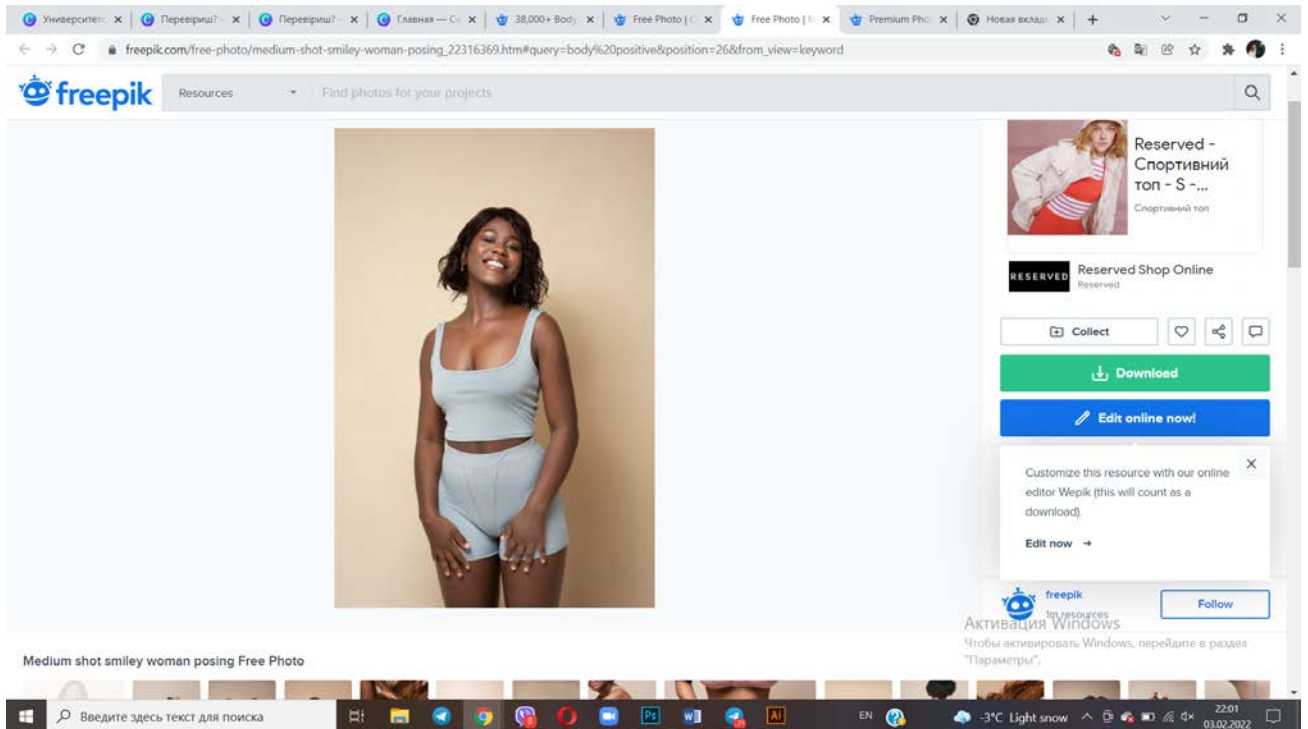 Университет
Перевіриш?
Перевіриш?
Главная — C
38,000+ Body
Free Photo |
Free Photo |
Premium Pho
Новая вклад
freepik.com/free-photo/medium-shot-smiley-woman-posing_22316369.htm#query=body%20positive&position=26&from_view=keyword
freepik
Resources
Find photos for your projects
Reserved -
Спортивний
топ - S -...
Спортивний топ
RESERVED
Reserved Shop Online
Reserved
Collect
Download
Edit online now!
Customize this resource with our online
editor Wepik (this will count as a
download).
Edit now →
freepik
1m resources
Follow
Активация Windows
Чтобы активировать Windows, перейдите в раздел
"Параметры".
Medium shot smiley woman posing Free Photo
Введите здесь текст для поиска
Ps
Ai
EN
-3°C Light snow
22:01
03.02.2022